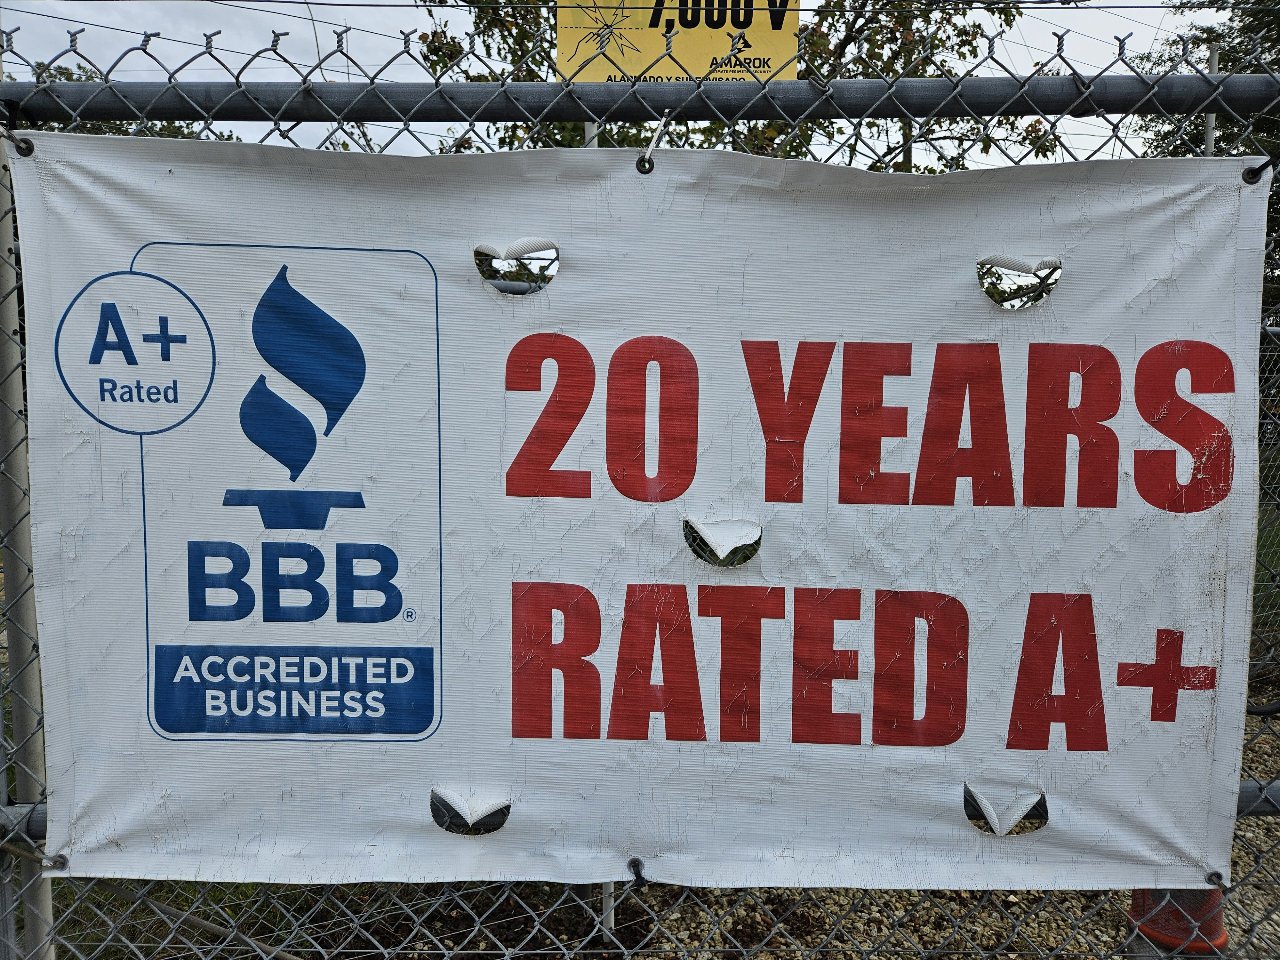 7,000 V
AMAROK
A+
Rated
BBB®
ACCREDITED
BUSINESS
20 YEARS
RATED A+